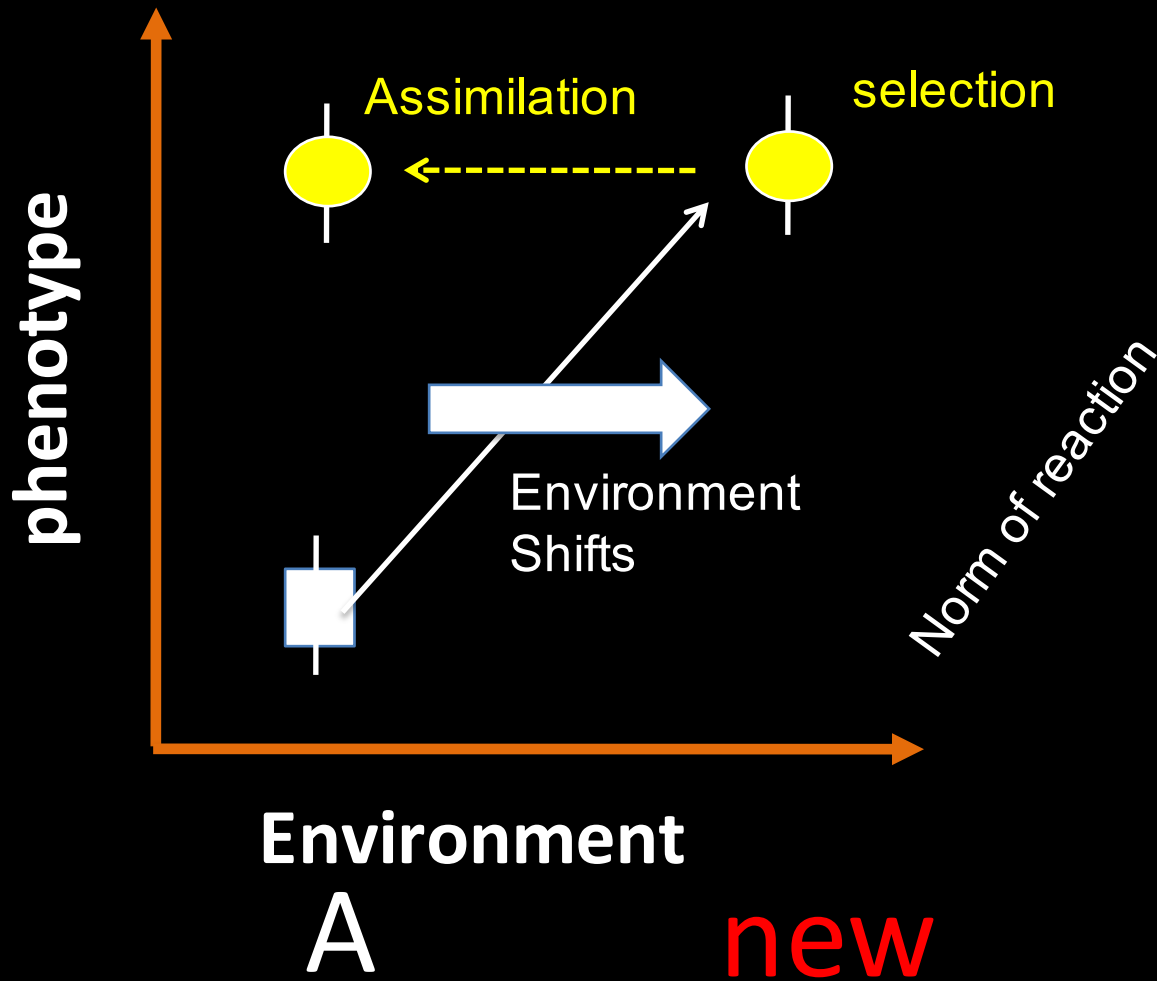 Assimilation
selection
phenotype
Environment
Shifts
Norm of reaction
Environment
A
new